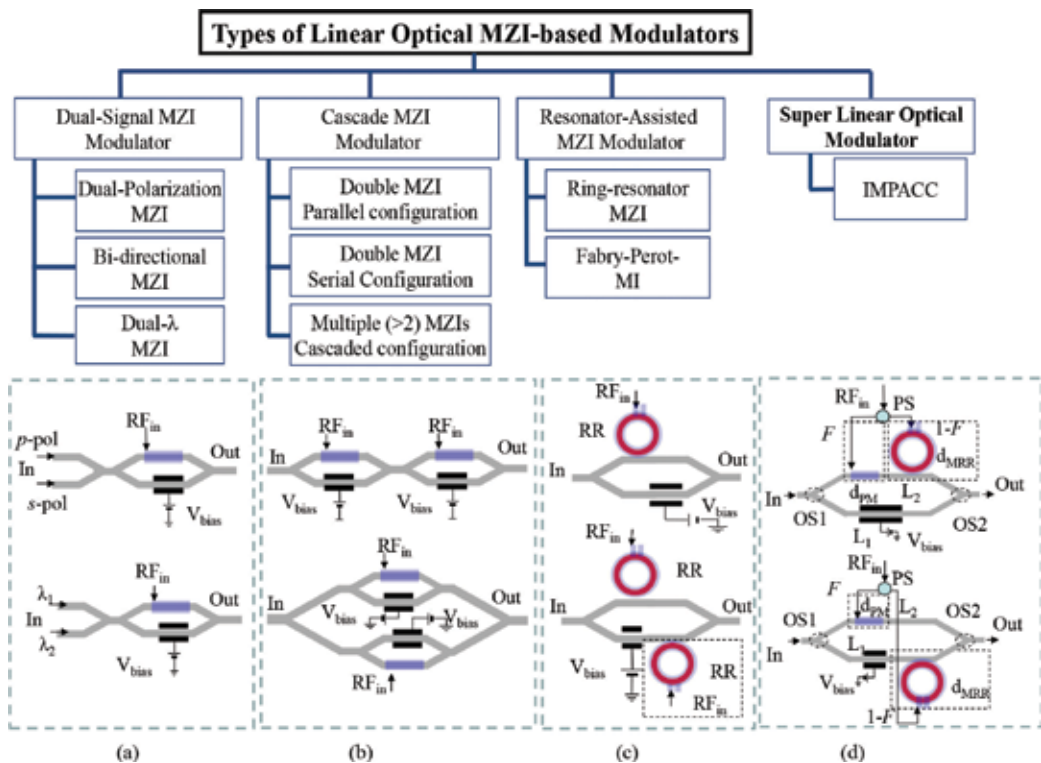 Types of Linear Optical MZI-based Modulators
Dual-Signal MZI
Modulator
Dual-Polarization
MZI
Bi-directional
MZI
Dual-λ
MZI
Cascade MZI
Modulator
Double MZI
Parallel configuration
Double MZI
Serial Configuration
Multiple (>2) MZIs
Cascaded configuration
Resonator-Assisted
MZI Modulator
Ring-resonator
MZI
Fabry-Perot-
MI
Super Linear Optical
Modulator
IMPACC
RFin
p-pol
In
s-pol
Out
Vbias
RFin
λ1
In
λ2
Out
Vbias
(a)
RFin
RFin
In
Out
Vbias
Vbias
RFin
In
Out
Vbias
Vbias
RFin
(b)
RFin
RR
In
Out
Vbias
RFin
RR
Vbias
RR
RFin
(c)
RFin
PS
F
1-F
dMRR
In
dPM
L2
Out
OS1
OS2
L1
Vbias
RFin
PS
F
dPM
L2
OS1
OS2
In
L1
Out
Vbias
dMRR
1-F
(d)